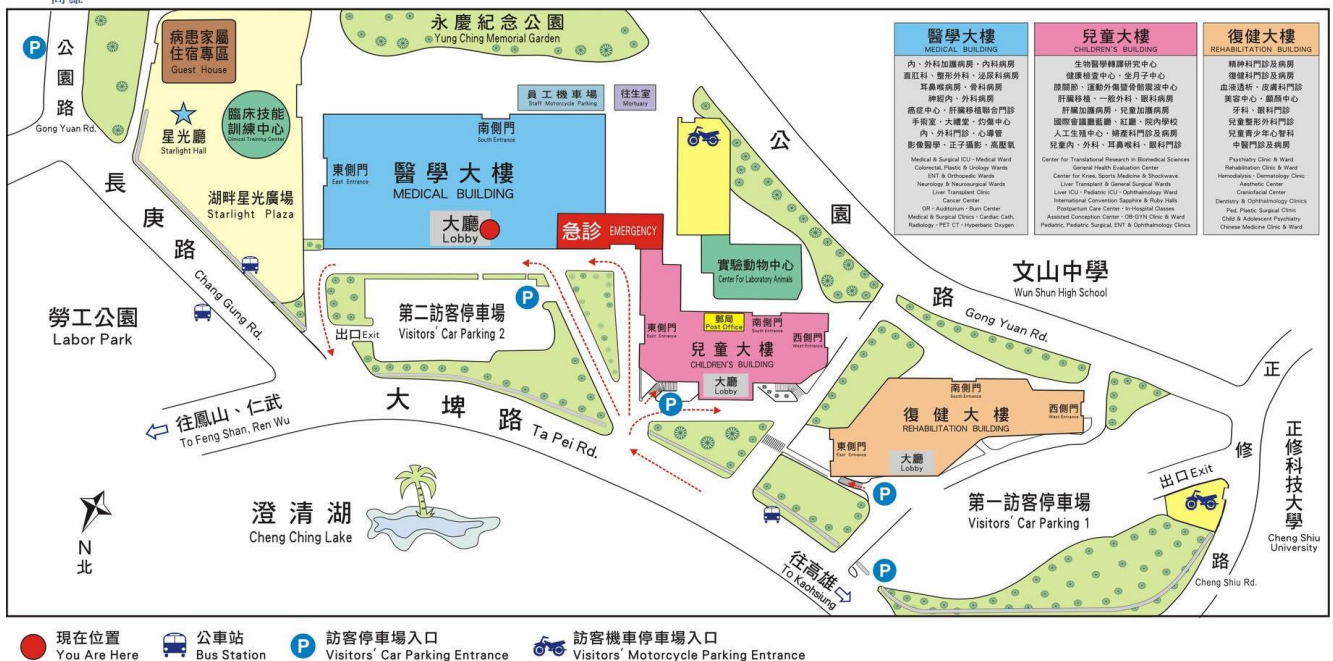 高雄
永慶紀念公園
Yung Ching Memorial Garden
病患家屬
住宿專區
Guest House
公園路
Gong Yuan Rd.
星光廳
Starlight Hall
臨床技能
訓練中心
Clinical Training Center
湖畔星光廣場
Starlight Plaza
長庚路
Chang Gung Rd.
勞工公園
Labor Park
員工機車場
Staff Motorcycle Parking
往生室
Mortuary
南側門
South Entrance
東側門
East Entrance
醫學大樓
MEDICAL BUILDING
大廳
Lobby
急診 EMERGENCY
實驗動物中心
Center For Laboratory Animals
公園路
Gong Yuan Rd.
文山中學
Wun Shun High School
第二訪客停車場
Visitors' Car Parking 2
出口Exit
郵局
Post Office
東側門
East Entrance
南側門
South Entrance
西側門
West Entrance
兒童大樓
CHILDREN'S BUILDING
大廳
Lobby
南側門
South Entrance
西側門
West Entrance
東側門
East Entrance
復健大樓
REHABILITATION BUILDING
大廳
Lobby
大埤路
Ta Pei Rd.
往鳳山、仁武
To Feng Shan, Ren Wu
澄清湖
Cheng Ching Lake
N
北
往高雄
To Kaohsiung
第一訪客停車場
Visitors' Car Parking 1
出口Exit
正修路
Cheng Shiu Rd.
正修科技大學
Cheng Shiu
University
P
P
P
P
P
醫學大樓
MEDICAL BUILDING
內、外科加護病房・內科病房
直肛科、整形外科、泌尿科病房
耳鼻喉病房・骨科病房
神經內、外科病房
癌症中心・肝臟移植聯合門診
手術室・大禮堂・灼傷中心
內、外科門診・心導管
影像醫學・正子攝影・高壓氧
Medical & Surgical ICU・Medical Ward
Colorectal, Plastic & Urology Wards
ENT & Orthopedic Wards
Neurology & Neurosurgical Wards
Liver Transplant Clinic
Cancer Center
OR・Auditorium・Burn Center
Medical & Surgical Clinics・Cardiac Cath.
Radiology・PET CT・Hyperbaric Oxygen
兒童大樓
CHILDREN'S BUILDING
生物醫學轉譯研究中心
健康檢查中心・坐月子中心
膝關節・運動外傷暨骨骼震波中心
肝臟移植、一般外科、眼科病房
肝臟加護病房・兒童加護病房
國際會議廳藍廳、紅廳・院內學校
人工生殖中心・婦產科門診及病房
兒童內、外科、耳鼻喉科、眼科門診
Center for Translational Research in Biomedical Sciences
General Health Evaluation Center
Center for Knee, Sports Medicine & Shockwave
Liver Transplant & General Surgical Wards
Liver ICU・Pediatric ICU・Ophthalmology Ward
International Convention Sapphire & Ruby Halls
Postpartum Care Center・In-Hospital Classes
Assisted Conception Center・OB-GYN Clinic & Ward
Pediatric, Pediatric Surgical, ENT & Ophthalmology Clinics
復健大樓
REHABILITATION BUILDING
精神科門診及病房
復健科門診及病房
血液透析・皮膚科門診
美容中心・顱顏中心
牙科、眼科門診
兒童整形外科門診
兒童青少年心智科
中醫門診及病房
Psychiatry Clinic & Ward
Rehabilitation Clinic & Ward
Hemodialysis・Dermatology Clinic
Aesthetic Center
Craniofacial Center
Dentistry & Ophthalmology Clinics
Ped. Plastic Surgical Clinic
Child & Adolescent Psychiatry
Chinese Medicine Clinic & Ward
現在位置
You Are Here
公車站
Bus Station
P
訪客停車場入口
Visitors' Car Parking Entrance
訪客機車停車場入口
Visitors' Motorcycle Parking Entrance